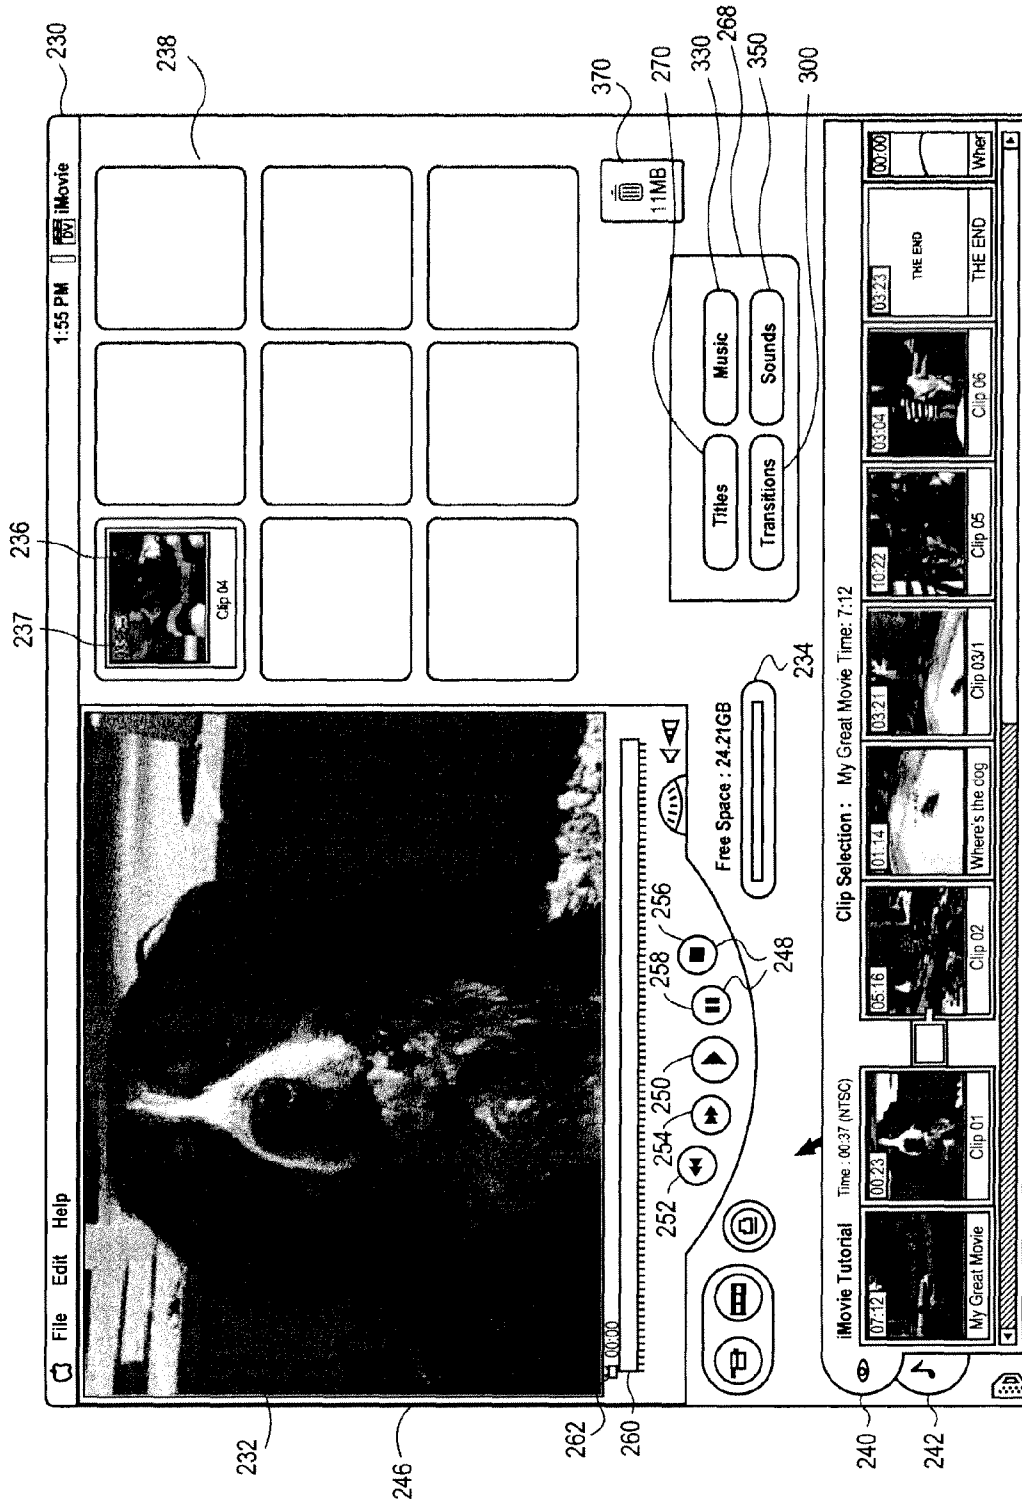 File Edit Help
1:55 PM
DV
iMovie
230
238
236
237
Clip 04
370
11MB
270
330
268
350
300
Titles
Music
Transitions
Sounds
232
246
262
260
00:00
252
254
250
258
256
248
Free Space : 24.21GB
234
iMovie Tutorial
Time : 00:37 (NTSC)
Clip Selection : My Great Movie Time: 7:12
240
242
07:12
My Great Movie
00:23
Clip 01
05:16
Clip 02
01:14
Where's the dog
03:21
Clip 03/1
10:22
Clip 05
03:04
Clip 06
03:23
THE END
THE END
00:00
Wher